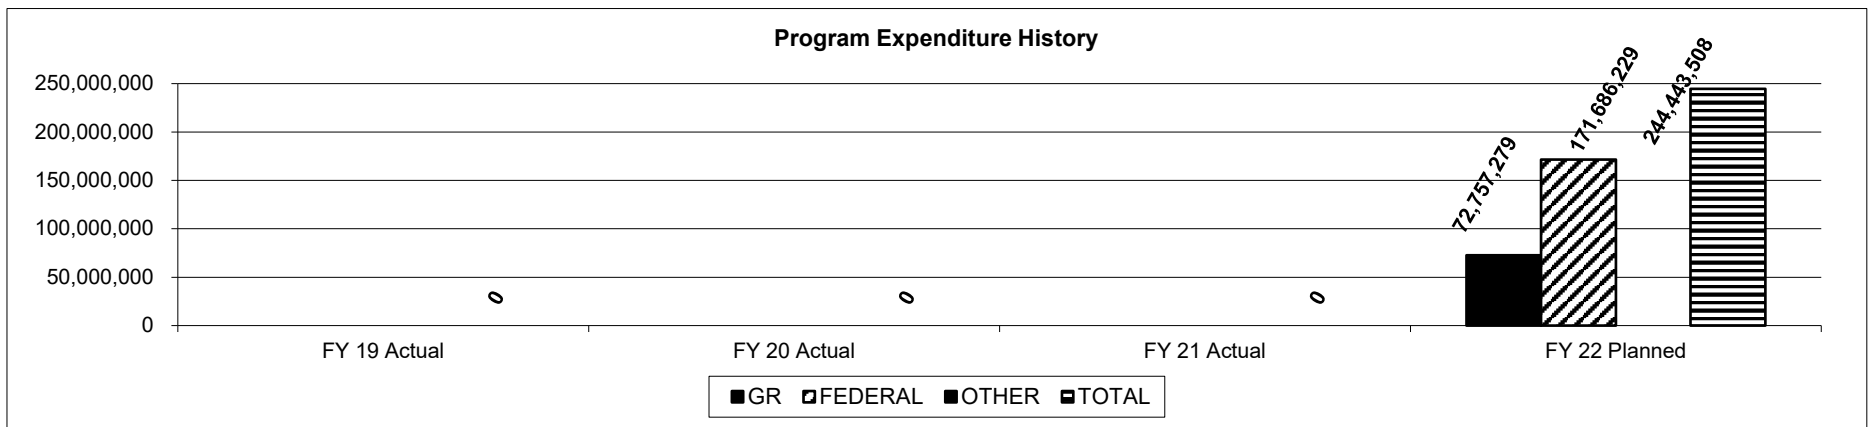 Program Expenditure History
250,000,000
200,000,000
150,000,000
100,000,000
50,000,000
0
0
0
0
72,757,279
171,686,229
244,443,508
FY 19 Actual
FY 20 Actual
FY 21 Actual
FY 22 Planned
GR FEDERAL OTHER TOTAL